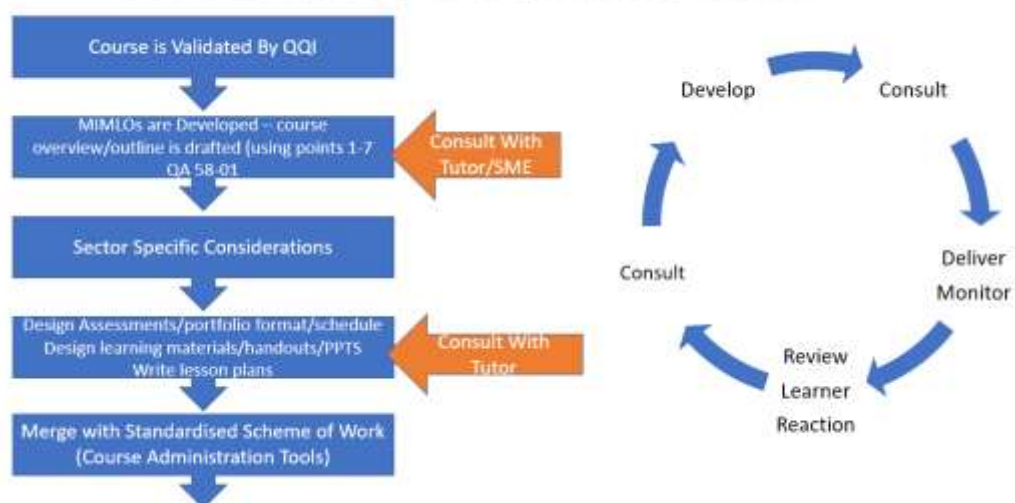 Course is Validated By QQI
MIMLOs are Developed – course
overview/outline is drafted (using points 1-7
QA 58-01
Consult With
Tutor/SME
Sector Specific Considerations
Design Assessments/portfolio format/schedule
Design learning materials/handouts/PPTS
Write lesson plans
Consult With
Tutor
Merge with Standardised Scheme of Work
(Course Administration Tools)
Develop
Consult
Deliver
Monitor
Review
Learner
Reaction
Consult